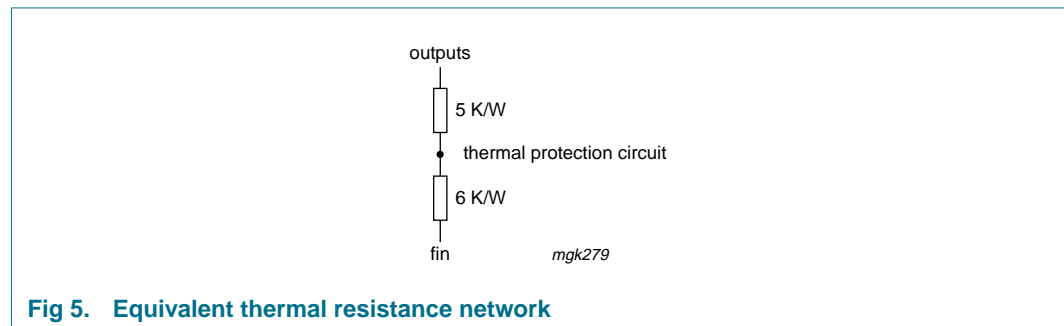 outputs
5 K/W
thermal protection circuit
6 K/W
fin
mgk279
Fig 5. Equivalent thermal resistance network